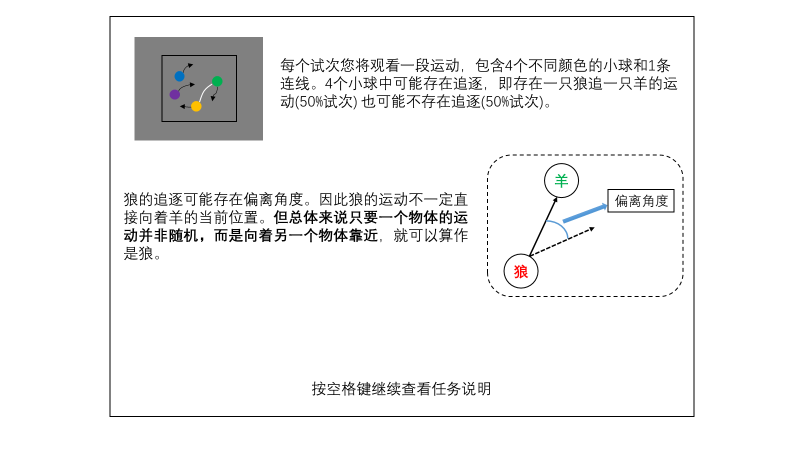 每个试次您将观看一段运动，包含4个不同颜色的小球和1条
连线。4个小球中可能存在追逐，即存在一只狼追一只羊的运
动(50%试次) 也可能不存在追逐(50%试次)。
狼的追逐可能存在偏离角度。因此狼的运动不一定直
接向着羊的当前位置。但总体来说只要一个物体的运
动并非随机，而是向着另一个物体靠近，就可以算作
是狼。
羊
偏离角度
狼
按空格键继续查看任务说明